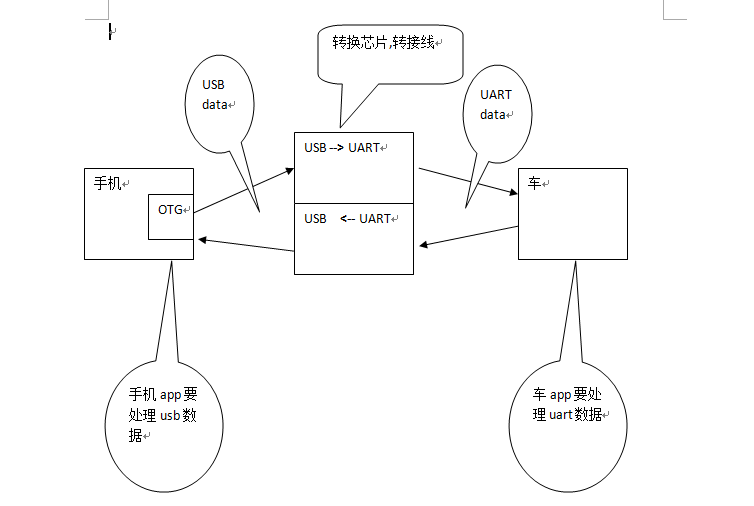 转换芯片,转接线
USB
data
UART
data
USB --> UART
手机
OTG
USB <-- UART
车
手机 app 要
处理 usb 数
据
车 app 要处
理 uart 数据